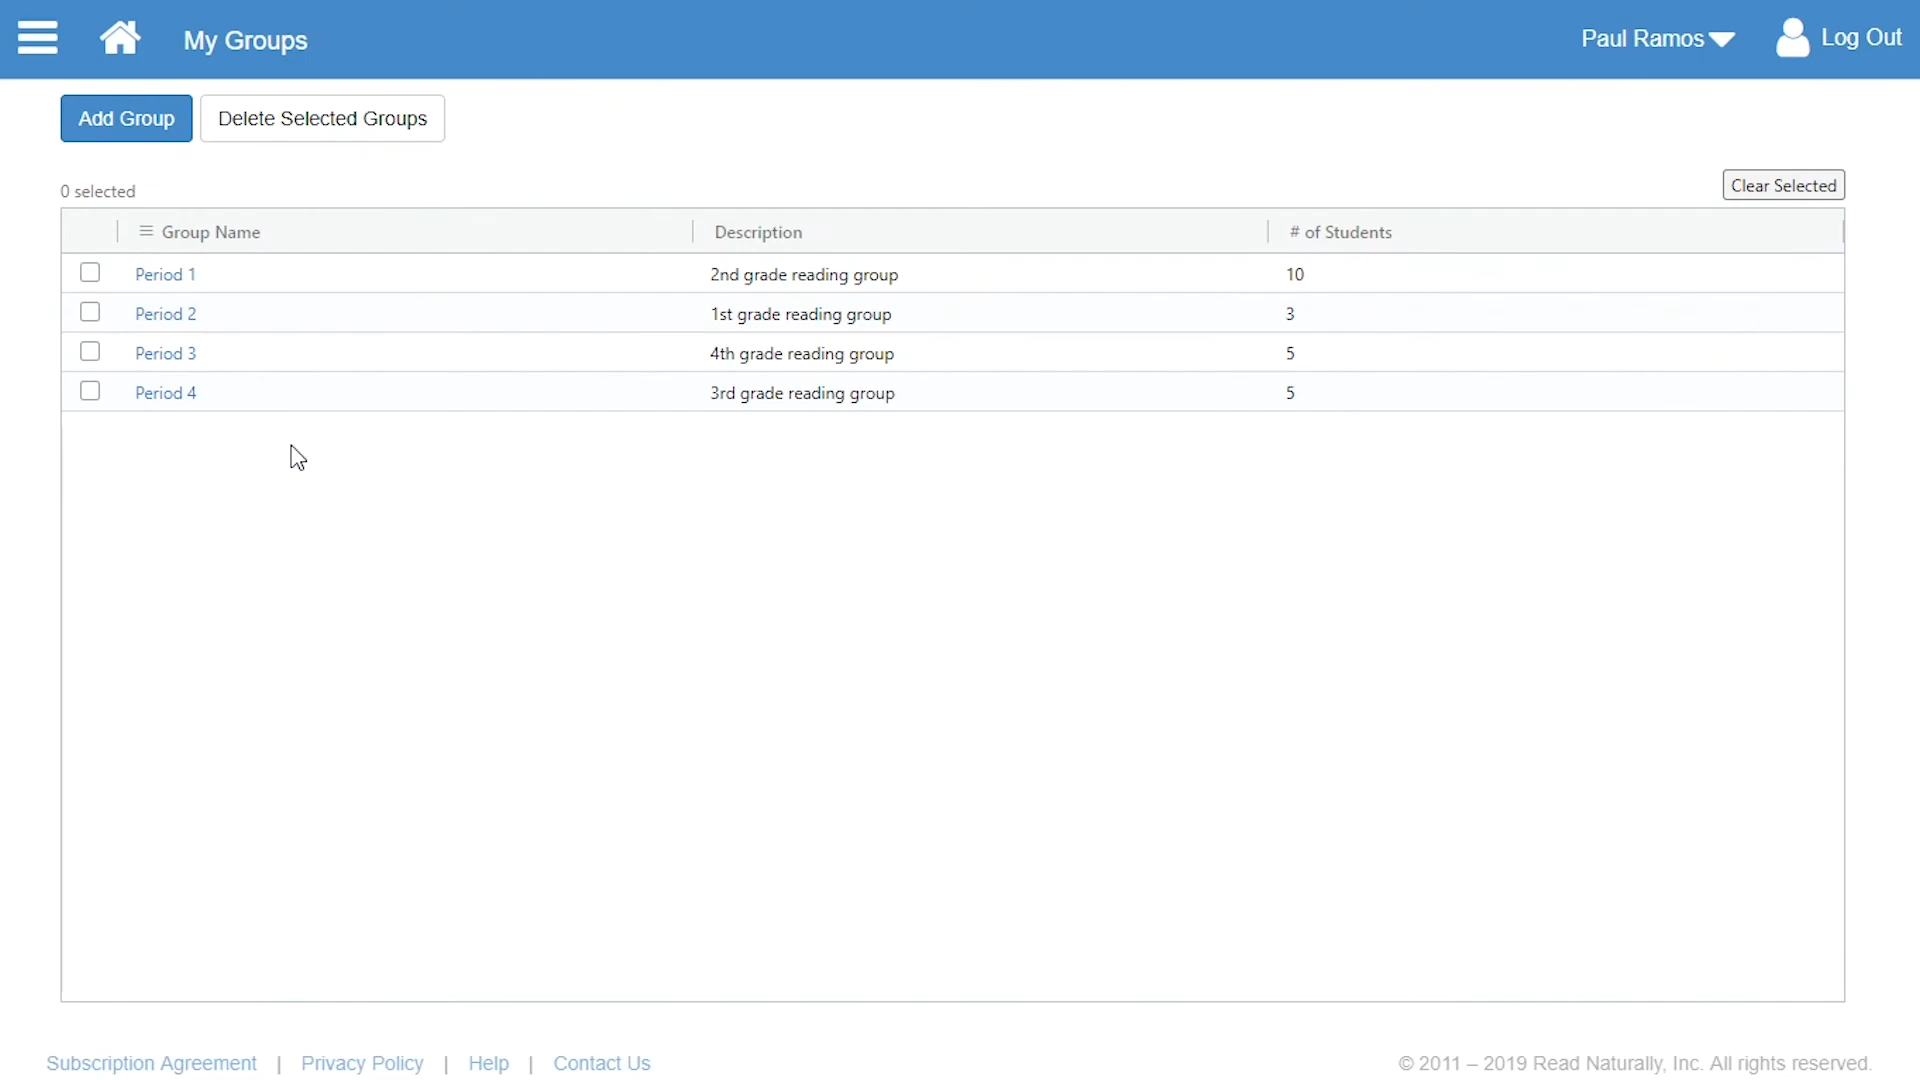 My Groups
Paul Ramos
Log Out
Add Group
Delete Selected Groups
0 selected
Clear Selected
Group Name Description # of Students
Period 1 2nd grade reading group 10
Period 2 1st grade reading group 3
Period 3 4th grade reading group 5
Period 4 3rd grade reading group 5
Subscription Agreement | Privacy Policy | Help | Contact Us
© 2011 – 2019 Read Naturally, Inc. All rights reserved.